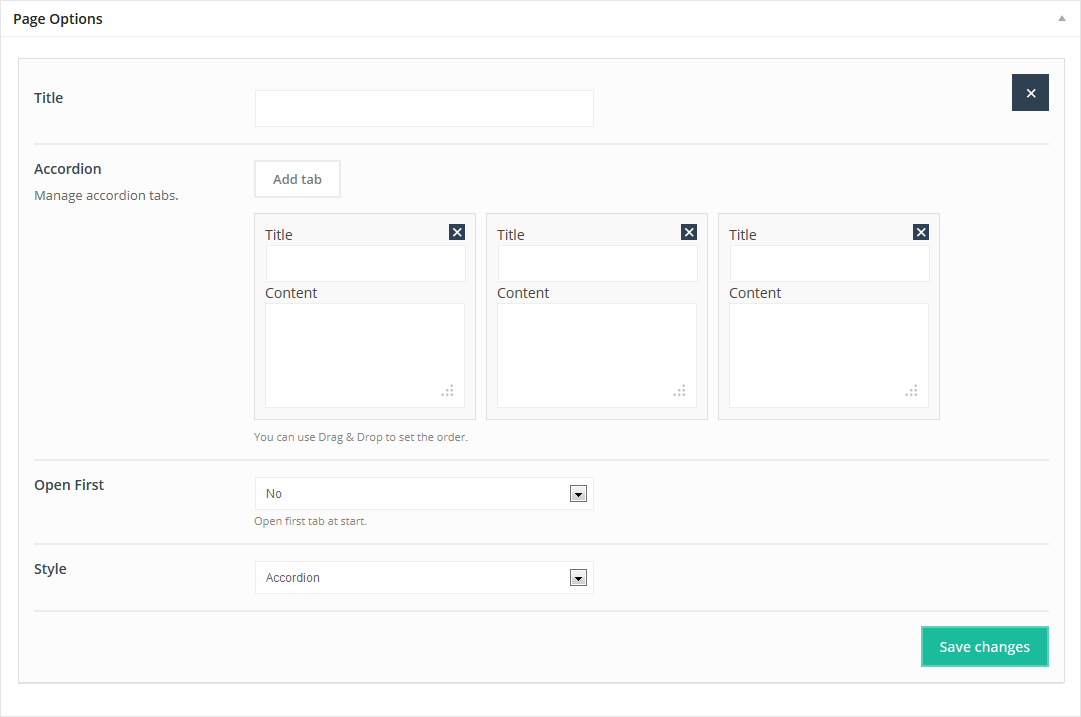 Page Options
Title
Accordion
Manage accordion tabs.
Add tab
Title
Title
Title
Content
Content
Content
You can use Drag & Drop to set the order.
Open First
No
Open first tab at start.
Style
Accordion
Save changes